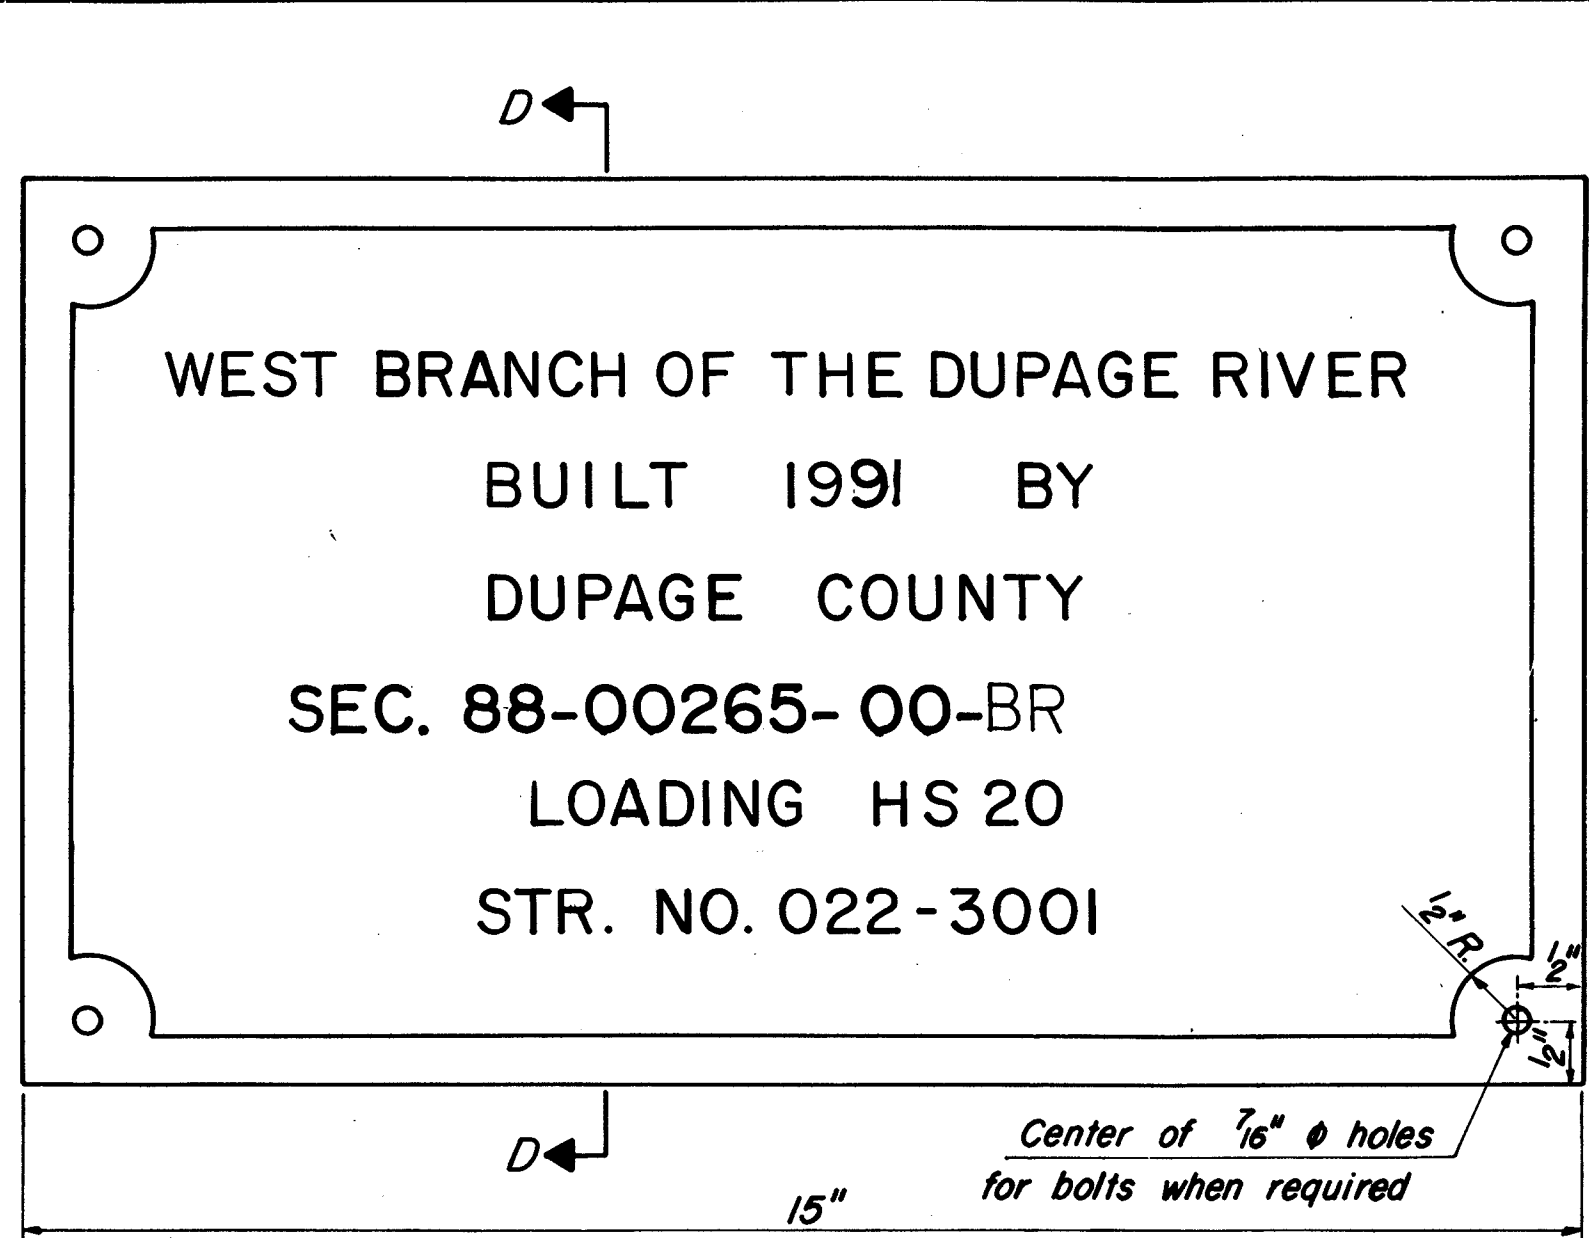 D
WEST BRANCH OF THE DUPAGE RIVER
BUILT 1991 BY
DUPAGE COUNTY
SEC. 88-00265-00-BR
LOADING HS 20
STR. NO. 022-3001
1/2" R.
1/2"
1/2"
Center of 7/16" φ holes
for bolts when required
D
15"